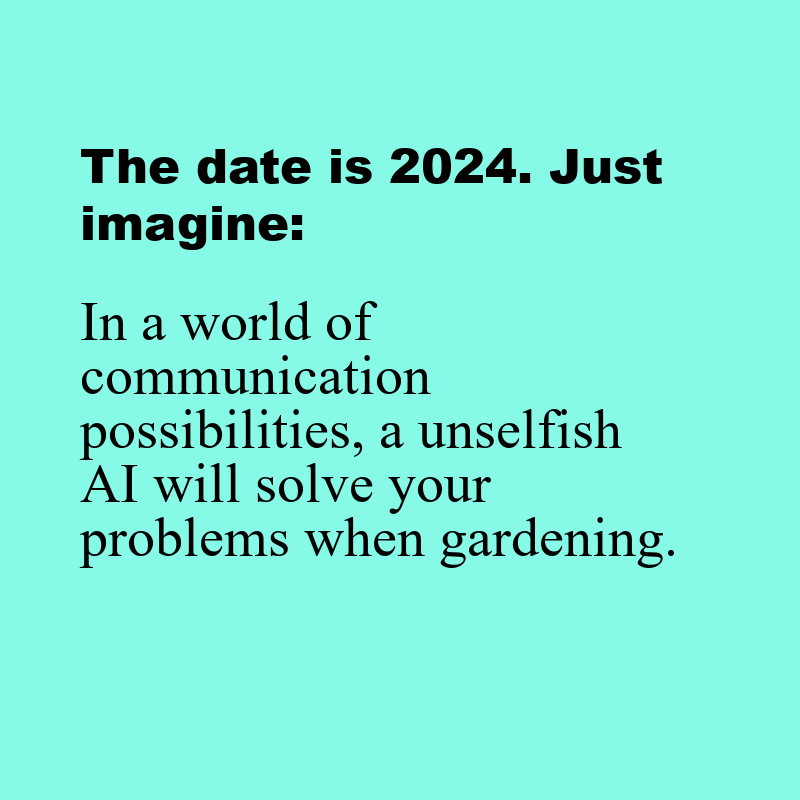 The date is 2024. Just
imagine:
In a world of
communication
possibilities, a unselfish
AI will solve your
problems when gardening.